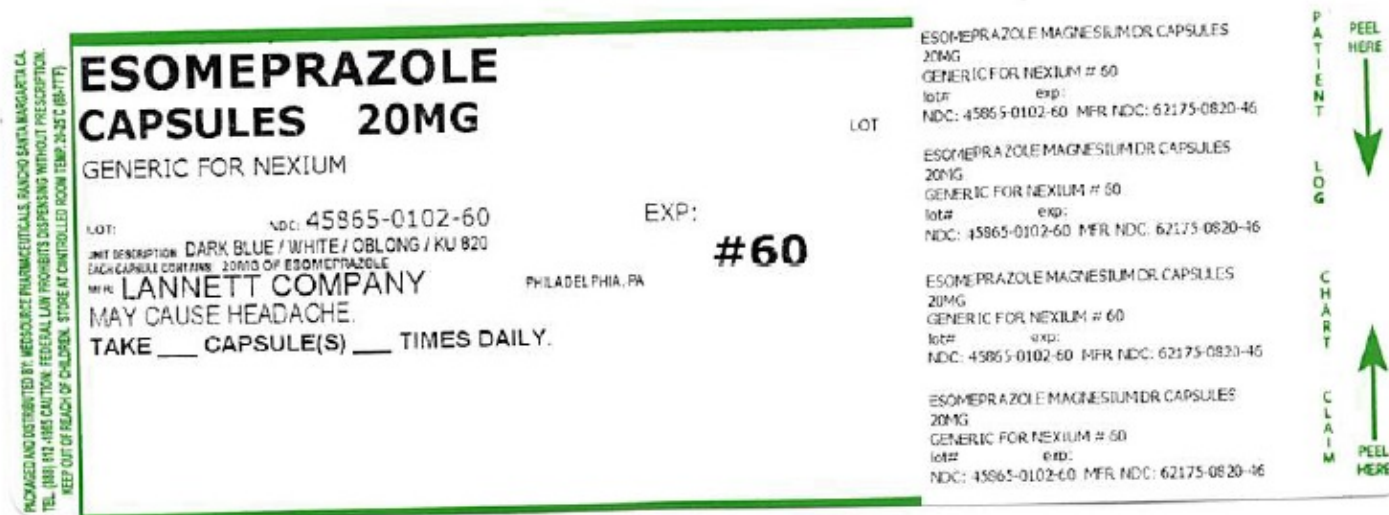 PACKAGED AND DISTRIBUTED BY: MEDSOURCE PHARMACEUTICALS, RANCHO SANTA MARGARITA CA.
TEL. (888) 612-1985 CAUTION: FEDERAL LAW PROHIBITS DISPENSING WITHOUT PRESCRIPTION.
KEEP OUT OF REACH OF CHILDREN. STORE AT CONTROLLED ROOM TEMP. 20-25 C (68-77 F)
ESOMEPRAZOLE
CAPSULES 20MG
LOT
GENERIC FOR NEXIUM
LOT: NDC: 45865-0102-60 EXP:
UNIT DESCRIPTION: DARK BLUE / WHITE / OBLONG / KU 820
#60
EACH CAPSULE CONTAINS: 20MG OF ESOMEPRAZOLE
MFR: LANNETT COMPANY PHILADELPHIA, PA
MAY CAUSE HEADACHE.
TAKE ___ CAPSULE(S) ___ TIMES DAILY.
ESOMEPRAZOLE MAGNESIUM DR CAPSULES
20MG
GENERIC FOR NEXIUM # 60
lot# exp:
NDC: 45865-0102-60 MFR NDC: 62175-0820-46
ESOMEPRAZOLE MAGNESIUM DR CAPSULES
20MG
GENERIC FOR NEXIUM # 60
lot# exp:
NDC: 45865-0102-60 MFR NDC: 62175-0820-46
ESOMEPRAZOLE MAGNESIUM DR CAPSULES
20MG
GENERIC FOR NEXIUM # 60
lot# exp:
NDC: 45865-0102-60 MFR NDC: 62175-0820-46
ESOMEPRAZOLE MAGNESIUM DR CAPSULES
20MG
GENERIC FOR NEXIUM # 60
lot# exp:
NDC: 45865-0102-60 MFR NDC: 62175-0820-46
PATIENT LOG CHART CLAIM
PEEL
HERE
PEEL
HERE